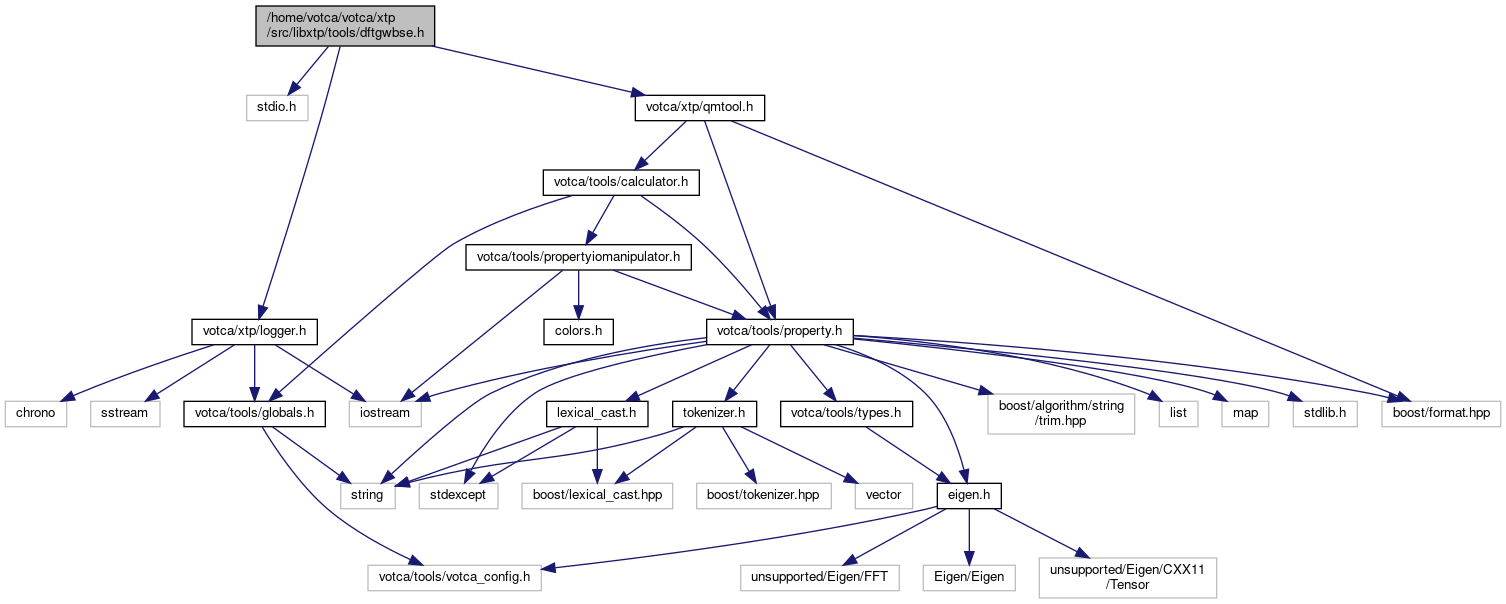 /home/votca/votca/xtp
/src/libxtp/tools/dftgwbse.h
stdio.h
votca/xtp/qmtool.h
votca/tools/calculator.h
votca/tools/propertyiomanipulator.h
votca/xtp/logger.h
colors.h
votca/tools/property.h
chrono
sstream
votca/tools/globals.h
iostream
lexical_cast.h
tokenizer.h
votca/tools/types.h
boost/algorithm/string
/trim.hpp
list
map
stdlib.h
boost/format.hpp
string
stdexcept
boost/lexical_cast.hpp
boost/tokenizer.hpp
vector
eigen.h
votca/tools/votca_config.h
unsupported/Eigen/FFT
Eigen/Eigen
unsupported/Eigen/CXX11
/Tensor